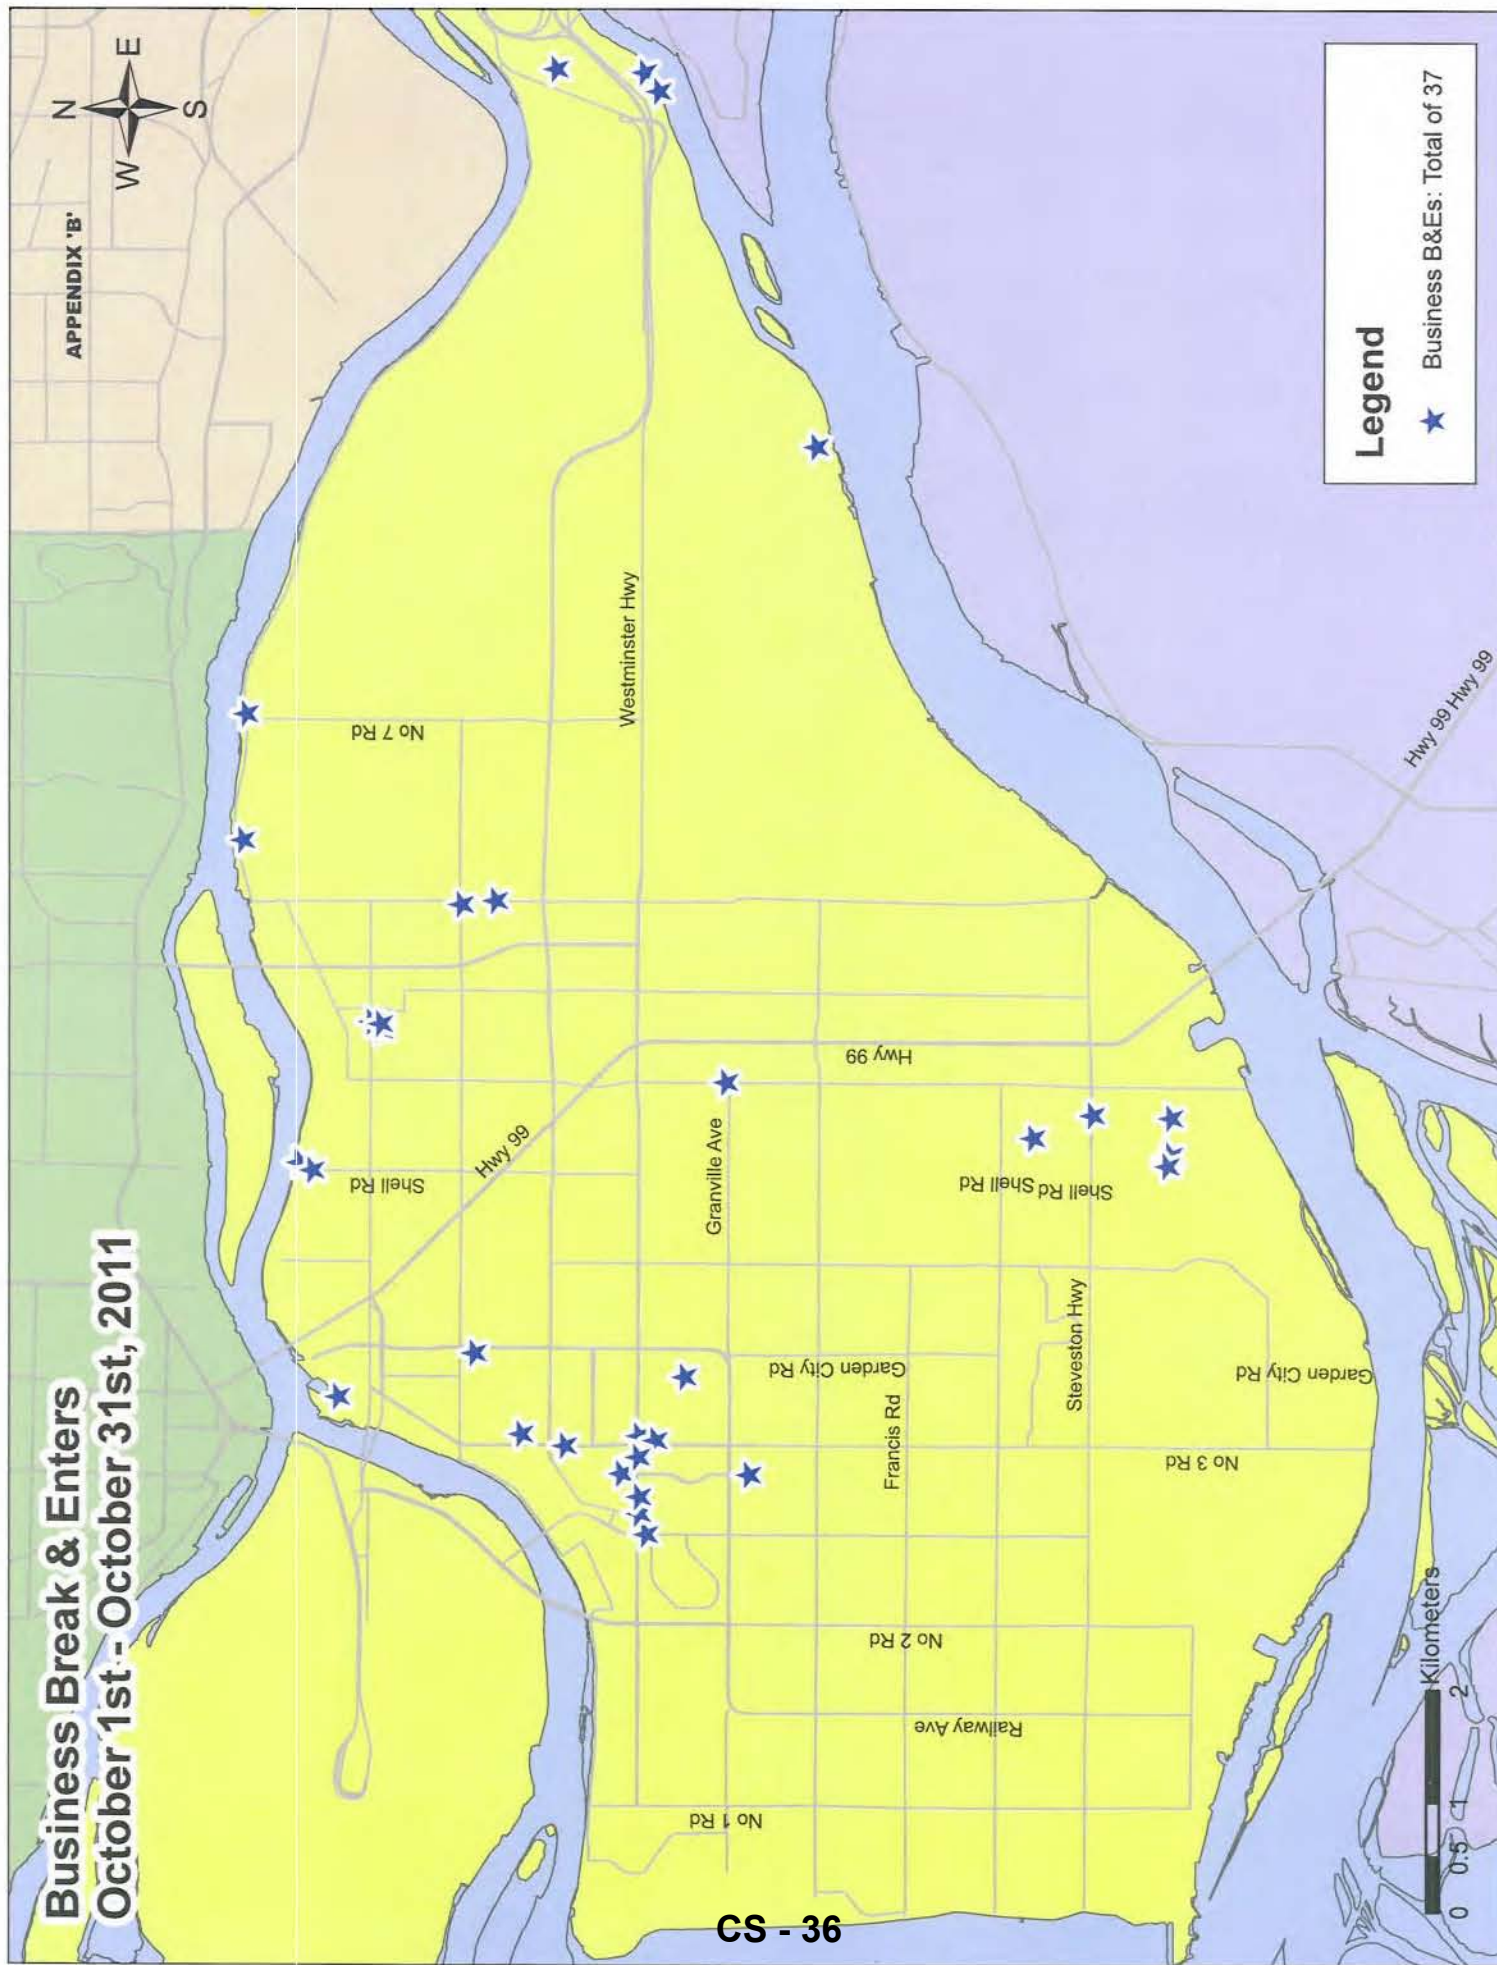 Business Break & Enters
October 1st - October 31st, 2011
APPENDIX 'B'
N
W
E
S
No 7 Rd
Westminster Hwy
Shell Rd
Hwy 99
Granville Ave
Hwy 99
Shell Rd
Shell Rd
Shell Rd
Garden City Rd
Francis Rd
Steveston Hwy
Garden City Rd
No 3 Rd
No 2 Rd
Railway Ave
No 1 Rd
Hwy 99
Hwy 99
Legend
Business B&Es: Total of 37
0 0.5 1 2
Kilometers
CS - 36